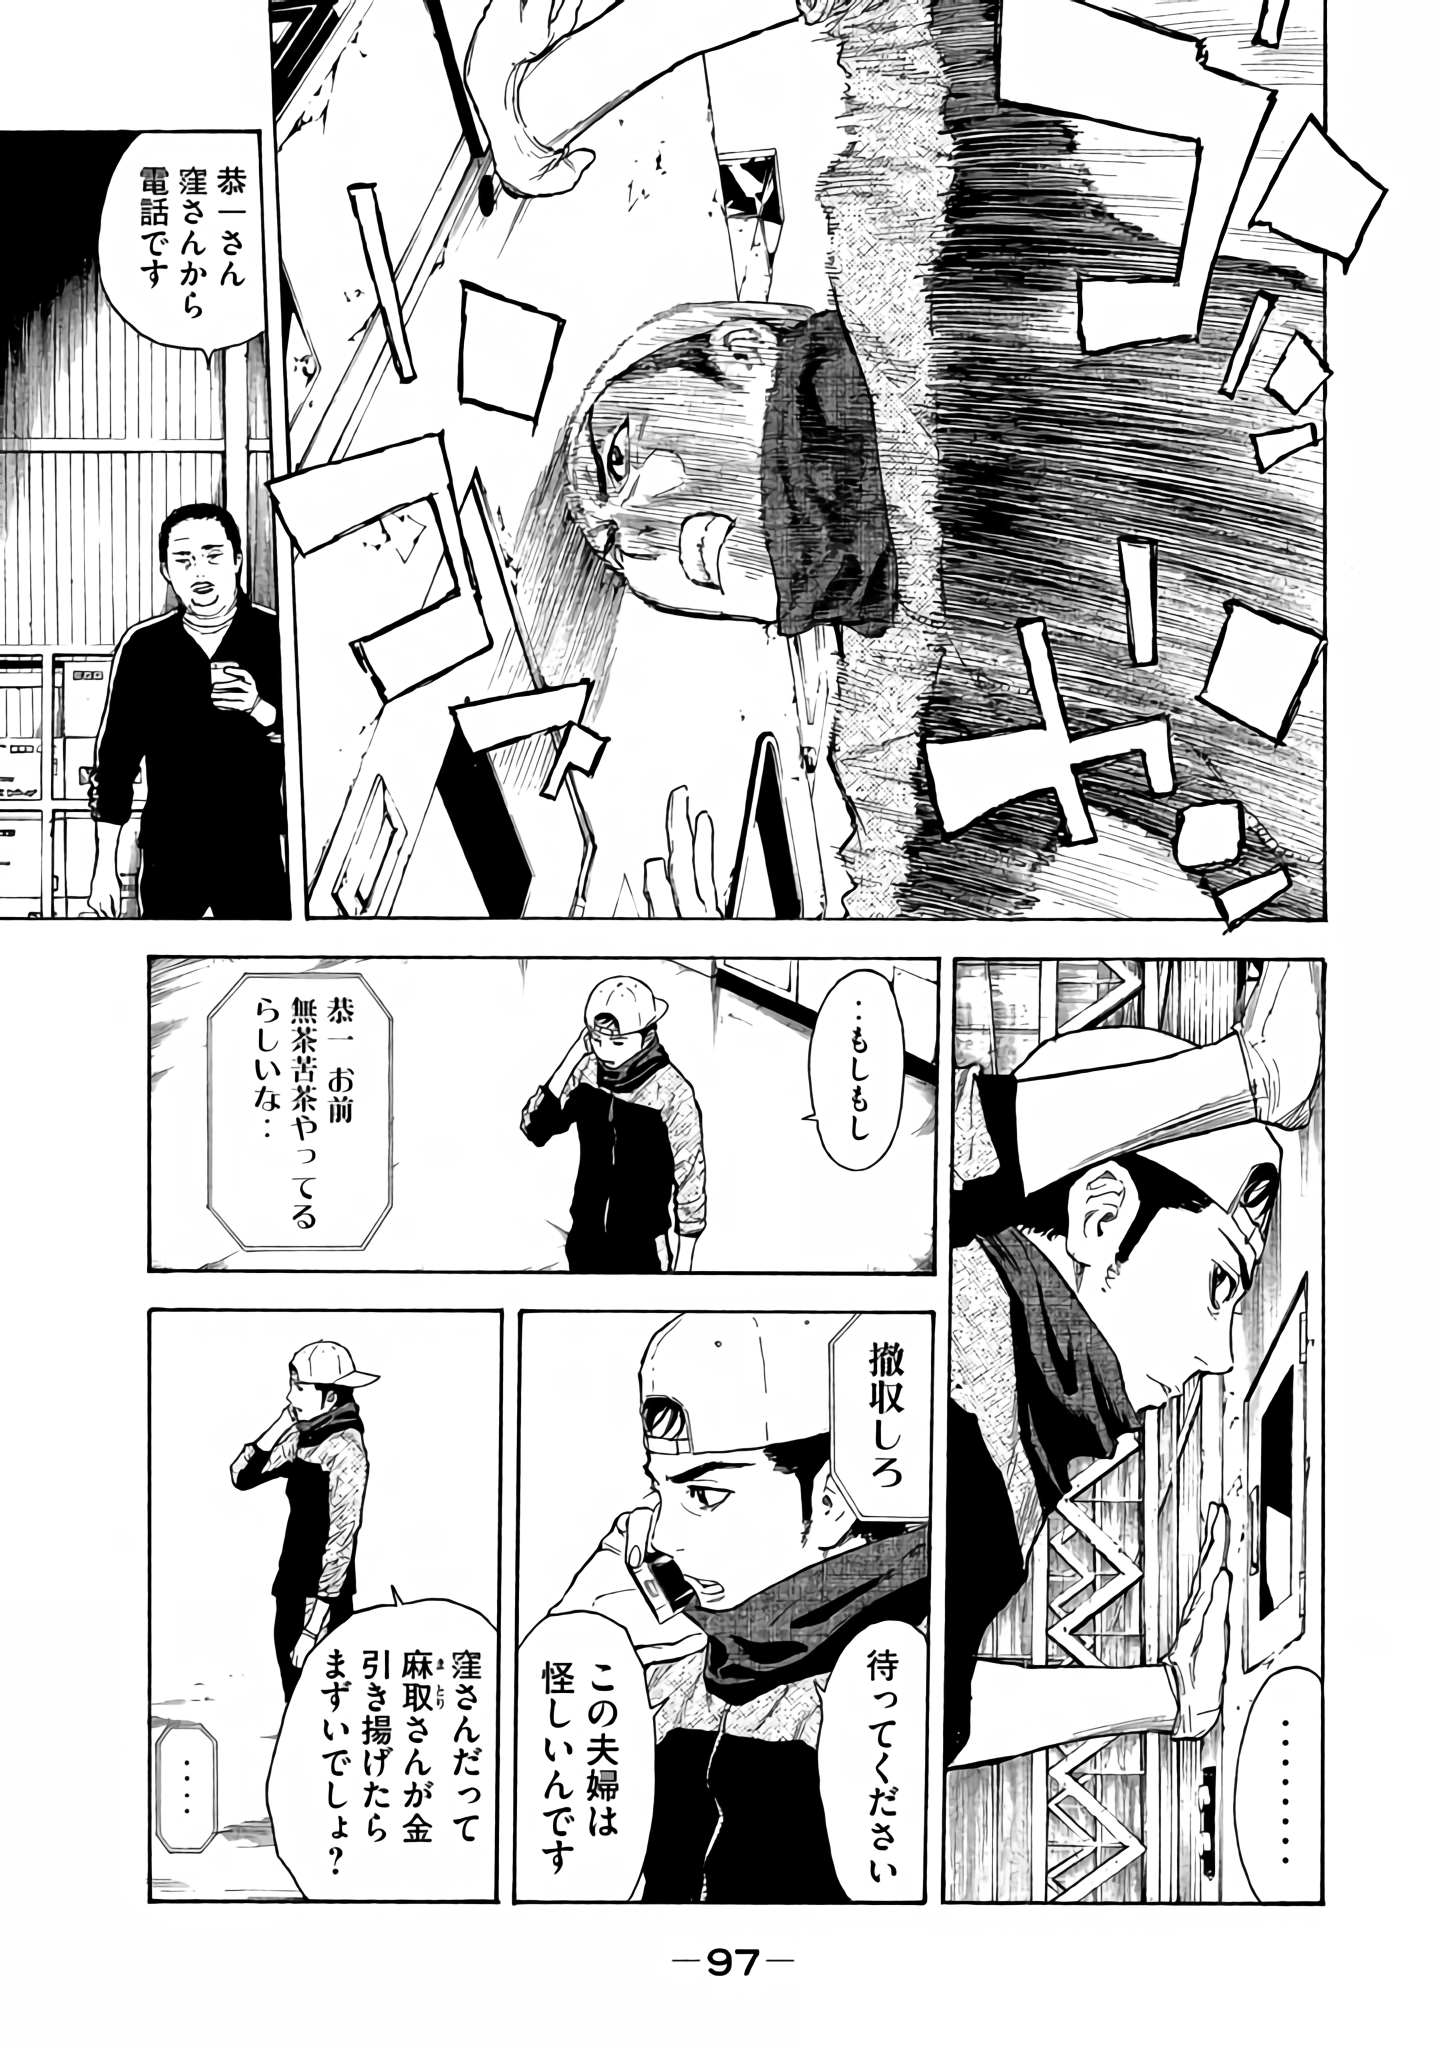 恭一さん
窪さんから
電話です
‥‥‥‥
‥もしもし
恭一 お前
無茶苦茶やってる
らしいな‥
撤収しろ
待ってください
この夫婦は
怪しいんです
窪さんだって
麻取さんが金
まとり
引き揚げたら
まずいでしょ?
‥‥
―97―